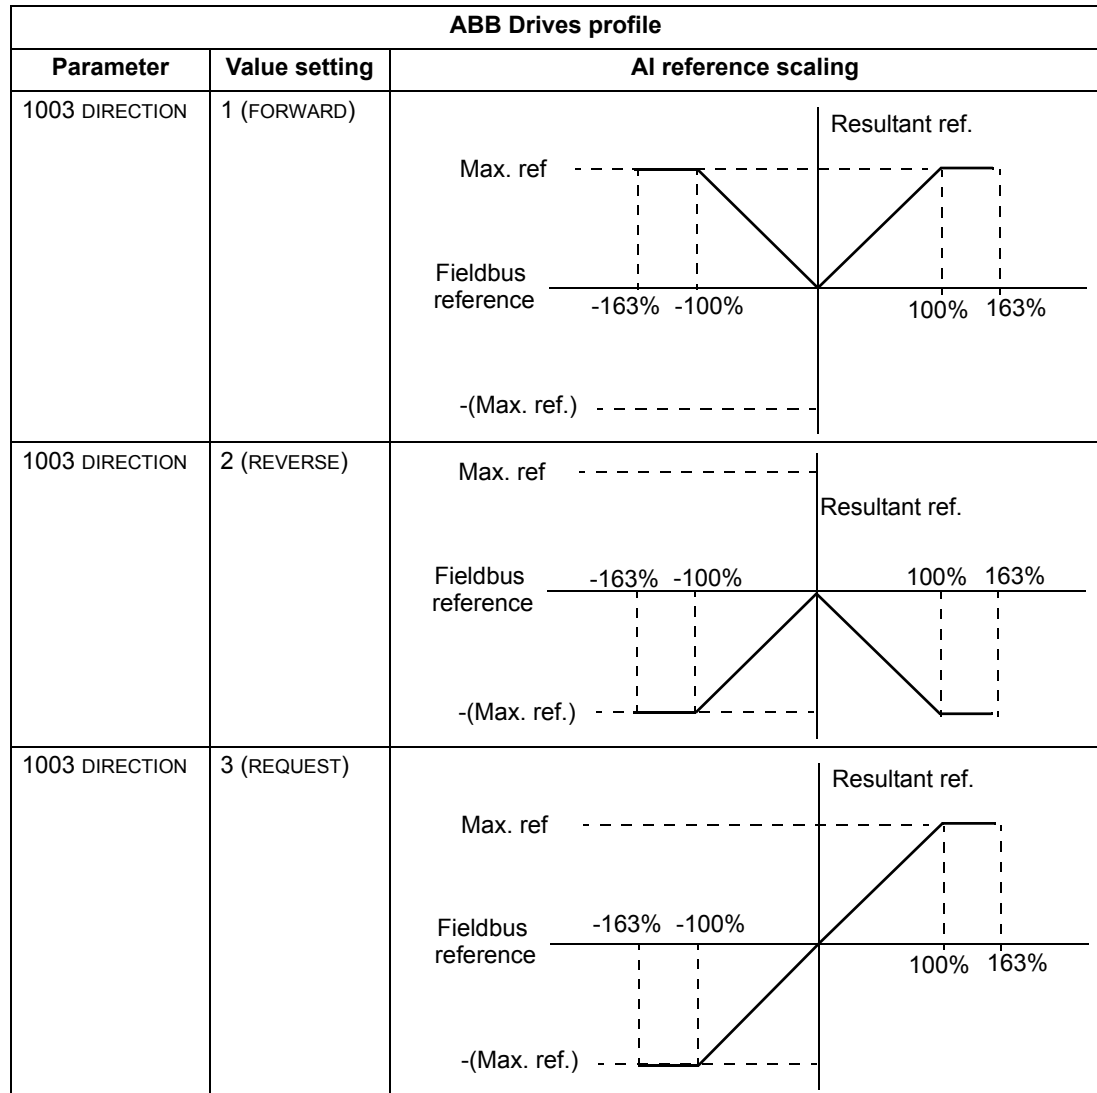 ABB Drives profile
Parameter Value setting AI reference scaling
1003 DIRECTION 1 (FORWARD)
Resultant ref.
Max. ref
Fieldbus
reference
-163% -100% 100% 163%
-(Max. ref.)
1003 DIRECTION 2 (REVERSE)
Max. ref
Resultant ref.
Fieldbus
reference
-163% -100% 100% 163%
-(Max. ref.)
1003 DIRECTION 3 (REQUEST)
Resultant ref.
Max. ref
Fieldbus
reference
-163% -100%
100% 163%
-(Max. ref.)